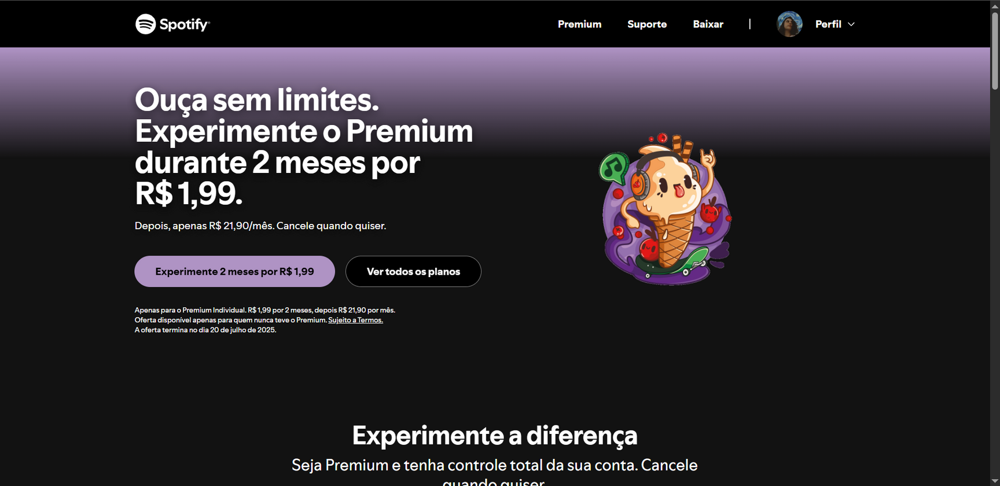 Spotify
Premium
Suporte
Baixar
Perfil
Ouça sem limites.
Experimente o Premium
durante 2 meses por
R$ 1,99.
Depois, apenas R$ 21,90/mês. Cancele quando quiser.
Experimente 2 meses por R$ 1,99
Ver todos os planos
Apenas para o Premium Individual. R$ 1,99 por 2 meses, depois R$ 21,90 por mês.
Oferta disponível apenas para quem nunca teve o Premium. Sujeito a Termos.
A oferta termina no dia 20 de julho de 2025.
Experimente a diferença
Seja Premium e tenha controle total da sua conta. Cancele
quando quiser.